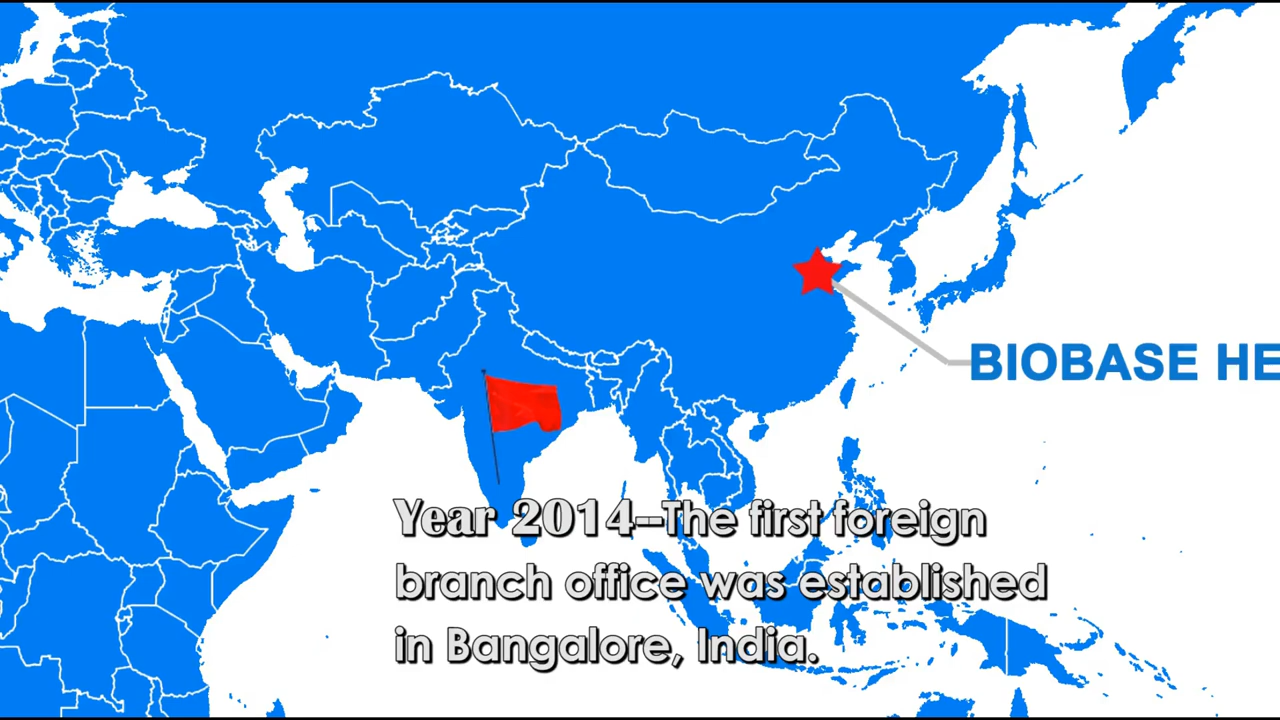 BIOBASE HE
Year 2014–The first foreign
branch office was established
in Bangalore, India.